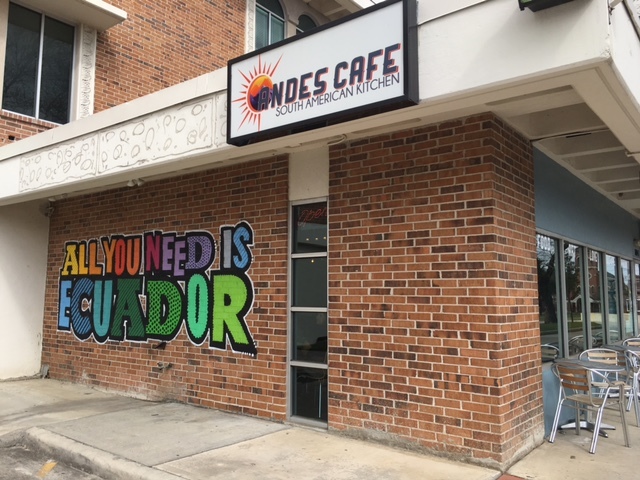 ANDES CAFE
SOUTH AMERICAN KITCHEN
ALL YOU NEED IS
ECUADOR